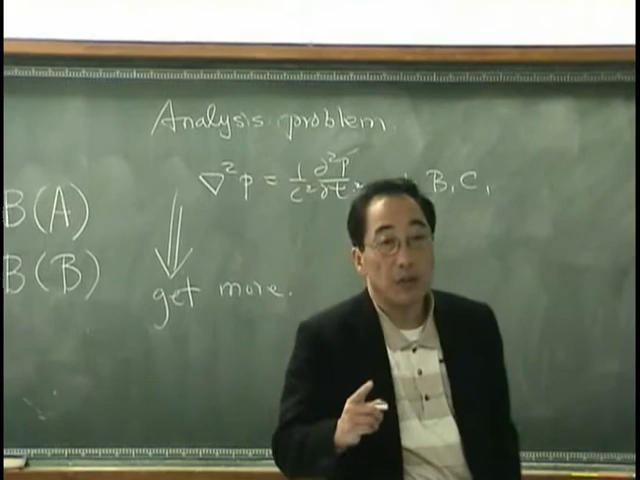 Analysis problem
∇²p = 1/c² ∂²p/∂t² + B, C,
B(A)
B(B)
get more.